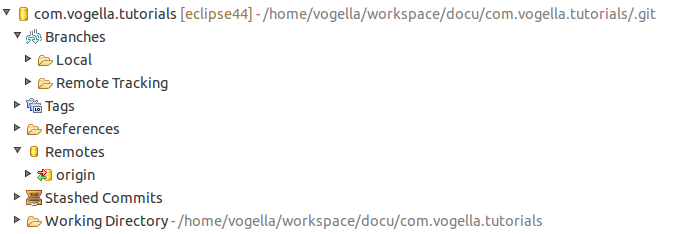 com.vogella.tutorials [eclipse44] - /home/vogella/workspace/docu/com.vogella.tutorials/.git
Branches
Local
Remote Tracking
Tags
References
Remotes
origin
Stashed Commits
Working Directory - /home/vogella/workspace/docu/com.vogella.tutorials